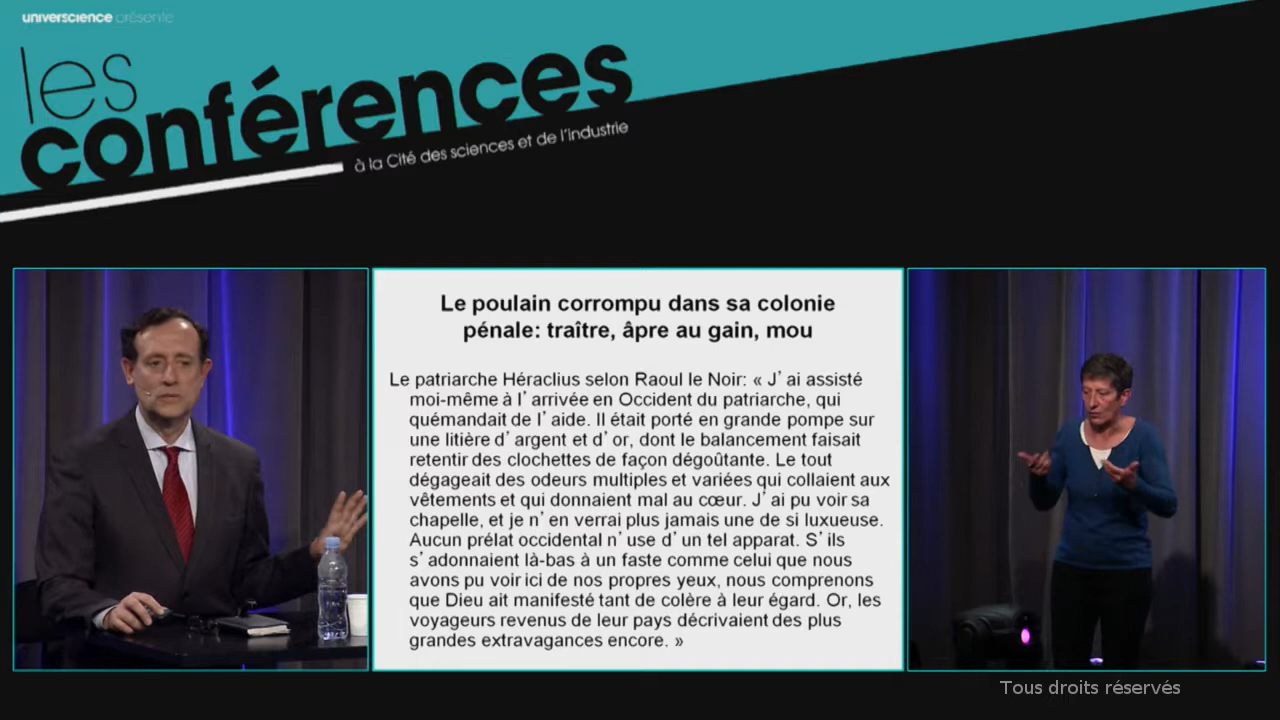 universcience présente
les
conférences
à la Cité des sciences et de l'industrie
Le poulain corrompu dans sa colonie
pénale: traître, âpre au gain, mou
Le patriarche Héraclius selon Raoul le Noir: « J’ai assisté
moi-même à l’arrivée en Occident du patriarche, qui
quémandait de l’aide. Il était porté en grande pompe sur
une litière d’argent et d’or, dont le balancement faisait
retentir des clochettes de façon dégoûtante. Le tout
dégageait des odeurs multiples et variées qui collaient aux
vêtements et qui donnaient mal au cœur. J’ai pu voir sa
chapelle, et je n’en verrai plus jamais une de si luxueuse.
Aucun prélat occidental n’use d’un tel apparat. S’ils
s’adonnaient là-bas à un faste comme celui que nous
avons pu voir ici de nos propres yeux, nous comprenons
que Dieu ait manifesté tant de colère à leur égard. Or, les
voyageurs revenus de leur pays décrivaient des plus
grandes extravagances encore. »
Tous droits réservés